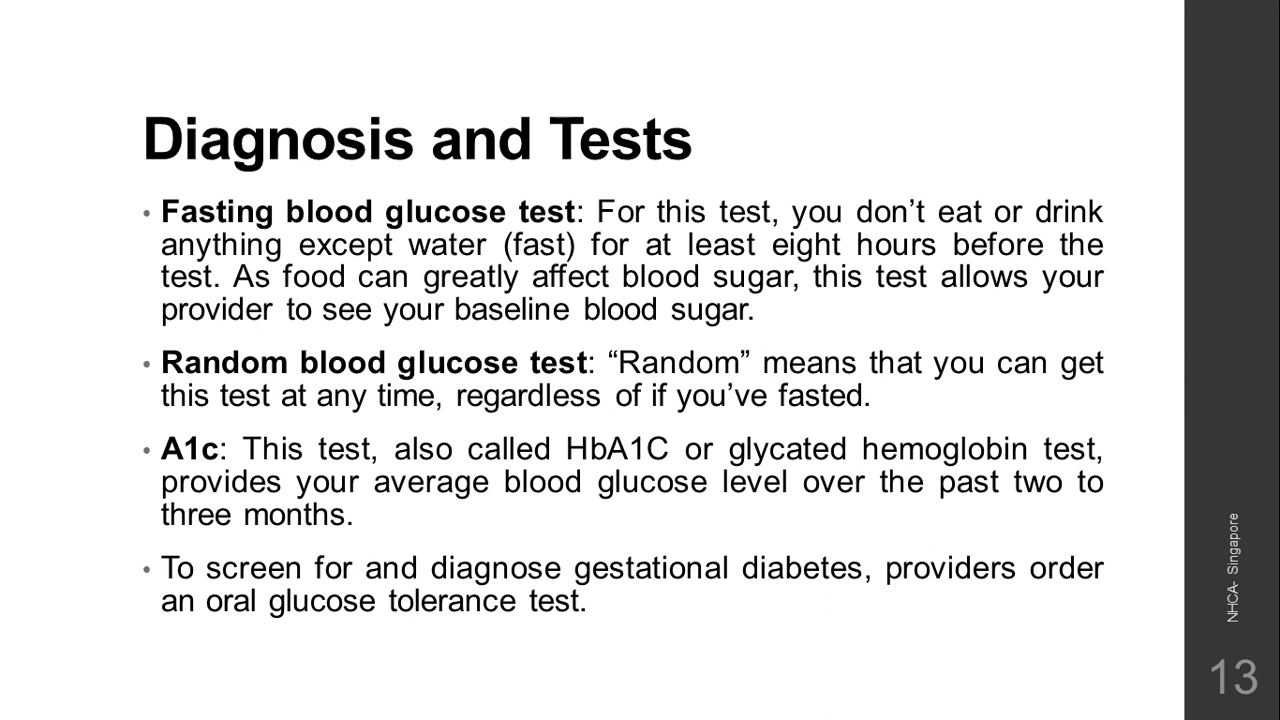 Diagnosis and Tests
• Fasting blood glucose test: For this test, you don’t eat or drink
anything except water (fast) for at least eight hours before the
test. As food can greatly affect blood sugar, this test allows your
provider to see your baseline blood sugar.
• Random blood glucose test: “Random” means that you can get
this test at any time, regardless of if you’ve fasted.
• A1c: This test, also called HbA1C or glycated hemoglobin test,
provides your average blood glucose level over the past two to
three months.
• To screen for and diagnose gestational diabetes, providers order
an oral glucose tolerance test.
NHCA- Singapore
13